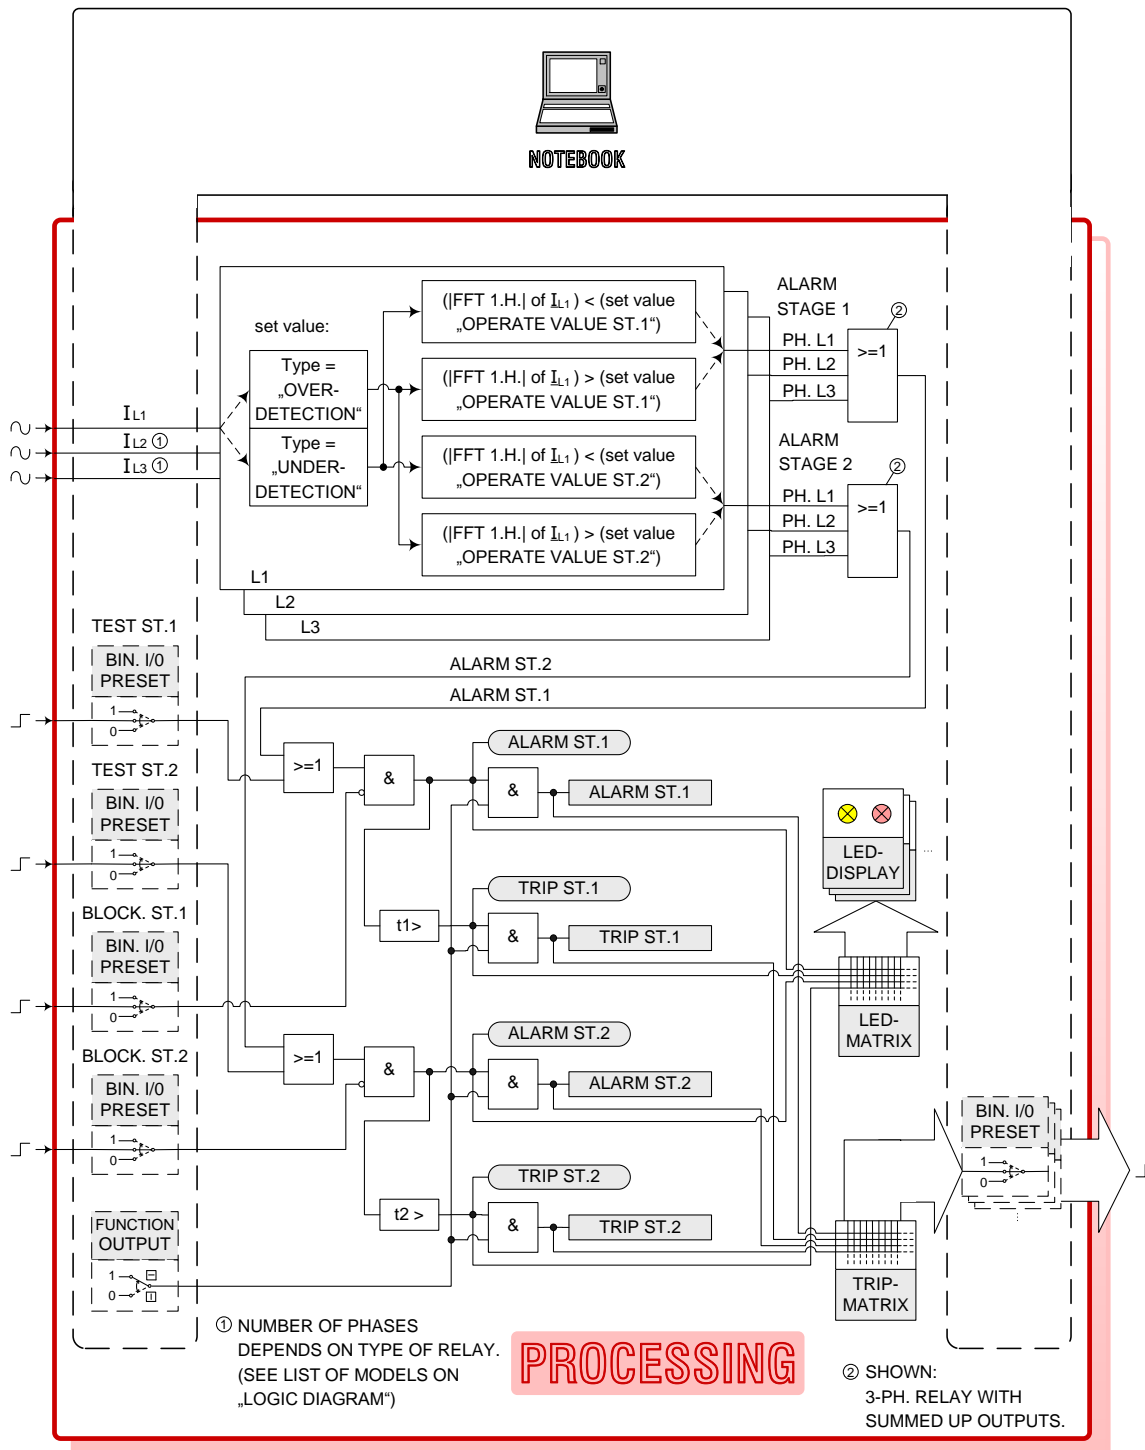 NOTEBOOK
ALARM
STAGE 1
②
set value:
(|FFT 1.H.| of IL1 ) < (set value
„OPERATE VALUE ST.1“)
Type =
„OVER-
DETECTION“
(|FFT 1.H.| of IL1 ) > (set value
„OPERATE VALUE ST.1“)
PH. L1
PH. L2
PH. L3
>=1
IL1
IL2 ①
IL3 ①
Type =
„UNDER-
DETECTION“
(|FFT 1.H.| of IL1 ) < (set value
„OPERATE VALUE ST.2“)
ALARM
STAGE 2
②
(|FFT 1.H.| of IL1 ) > (set value
„OPERATE VALUE ST.2“)
PH. L1
PH. L2
PH. L3
>=1
L1
L2
L3
TEST ST.1
BIN. I/0
PRESET
1
0
ALARM ST.2
ALARM ST.1
>=1
&
ALARM ST.1
&
ALARM ST.1
TEST ST.2
BIN. I/0
PRESET
1
0
LED-
DISPLAY
...
BLOCK. ST.1
BIN. I/0
PRESET
1
0
t1>
TRIP ST.1
&
TRIP ST.1
LED-
MATRIX
BLOCK. ST.2
BIN. I/0
PRESET
1
0
>=1
&
ALARM ST.2
&
ALARM ST.2
BIN. I/0
PRESET
1
0
...
FUNCTION
OUTPUT
1
0
t2 >
TRIP ST.2
&
TRIP ST.2
TRIP-
MATRIX
① NUMBER OF PHASES
DEPENDS ON TYPE OF RELAY.
(SEE LIST OF MODELS ON
„LOGIC DIAGRAM“)
PROCESSING
② SHOWN:
3-PH. RELAY WITH
SUMMED UP OUTPUTS.